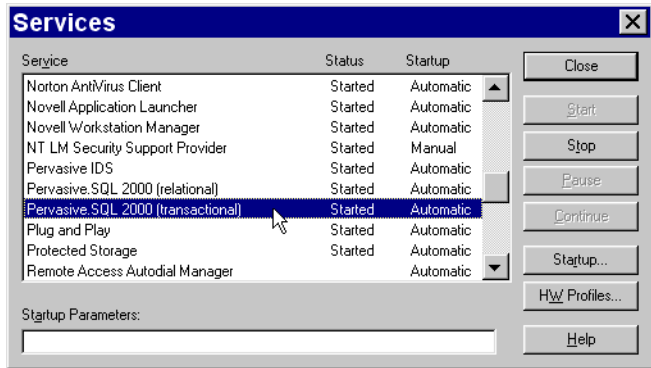 Services
Service Status Startup
Norton AntiVirus Client Started Automatic
Novell Application Launcher Started Automatic
Novell Workstation Manager Started Automatic
NT LM Security Support Provider Started Manual
Pervasive IDS Started Automatic
Pervasive.SQL 2000 (relational) Started Automatic
Pervasive.SQL 2000 (transactional) Started Automatic
Plug and Play Started Automatic
Protected Storage Started Automatic
Remote Access Autodial Manager Automatic
Startup Parameters:
Close
Start
Stop
Pause
Continue
Startup...
HW Profiles...
Help